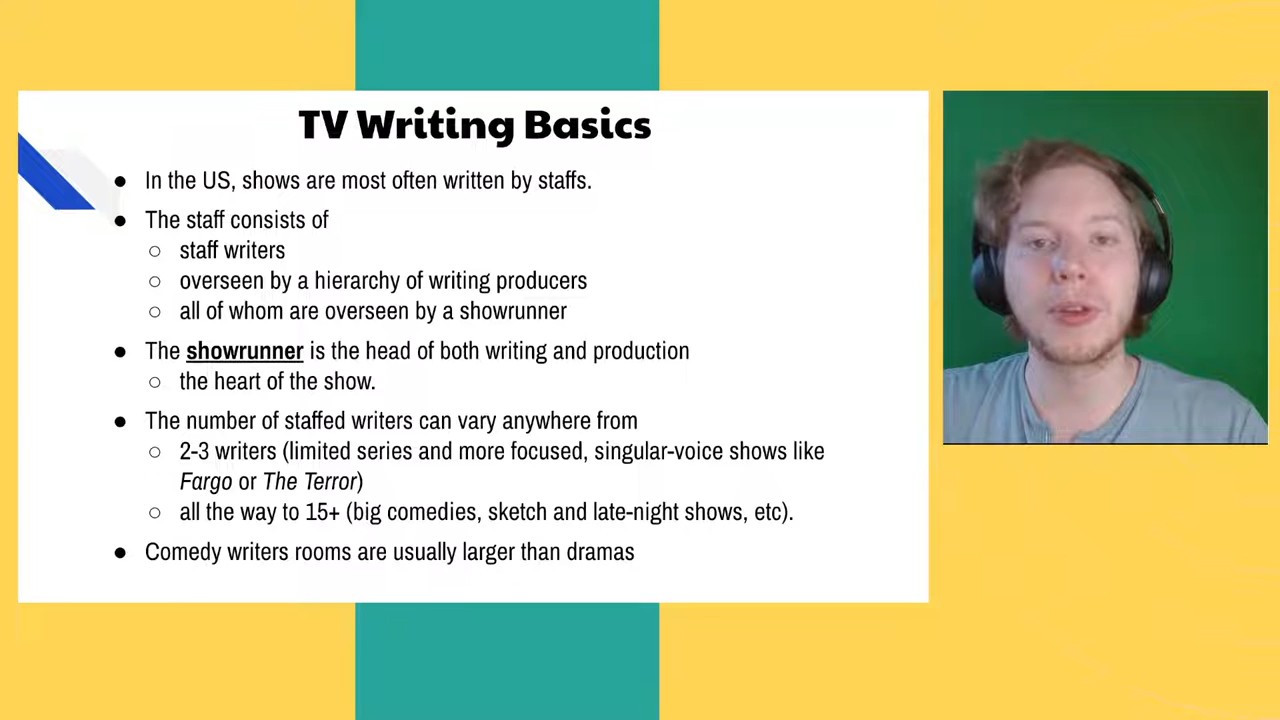 TV Writing Basics
● In the US, shows are most often written by staffs.
● The staff consists of
○ staff writers
○ overseen by a hierarchy of writing producers
○ all of whom are overseen by a showrunner
● The showrunner is the head of both writing and production
○ the heart of the show.
● The number of staffed writers can vary anywhere from
○ 2-3 writers (limited series and more focused, singular-voice shows like
Fargo or The Terror)
○ all the way to 15+ (big comedies, sketch and late-night shows, etc).
● Comedy writers rooms are usually larger than dramas